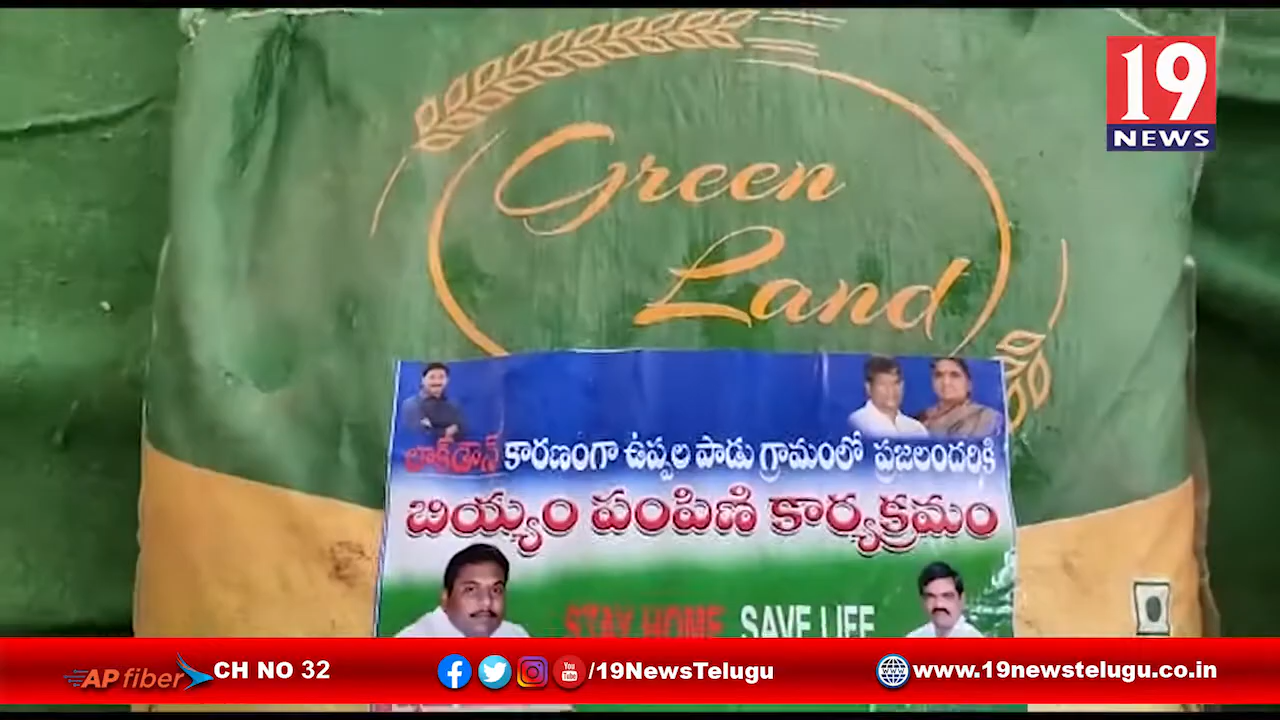 19
NEWS
Green
Land
లాక్‌డౌన్ కారణంగా ఉప్పల పాడు గ్రామంలో ప్రజలందరికి
బియ్యం పంపిణి కార్యక్రమం
STAY HOME SAVE LIFE
AP fiber CH NO 32
/19NewsTelugu
www.19newstelugu.co.in